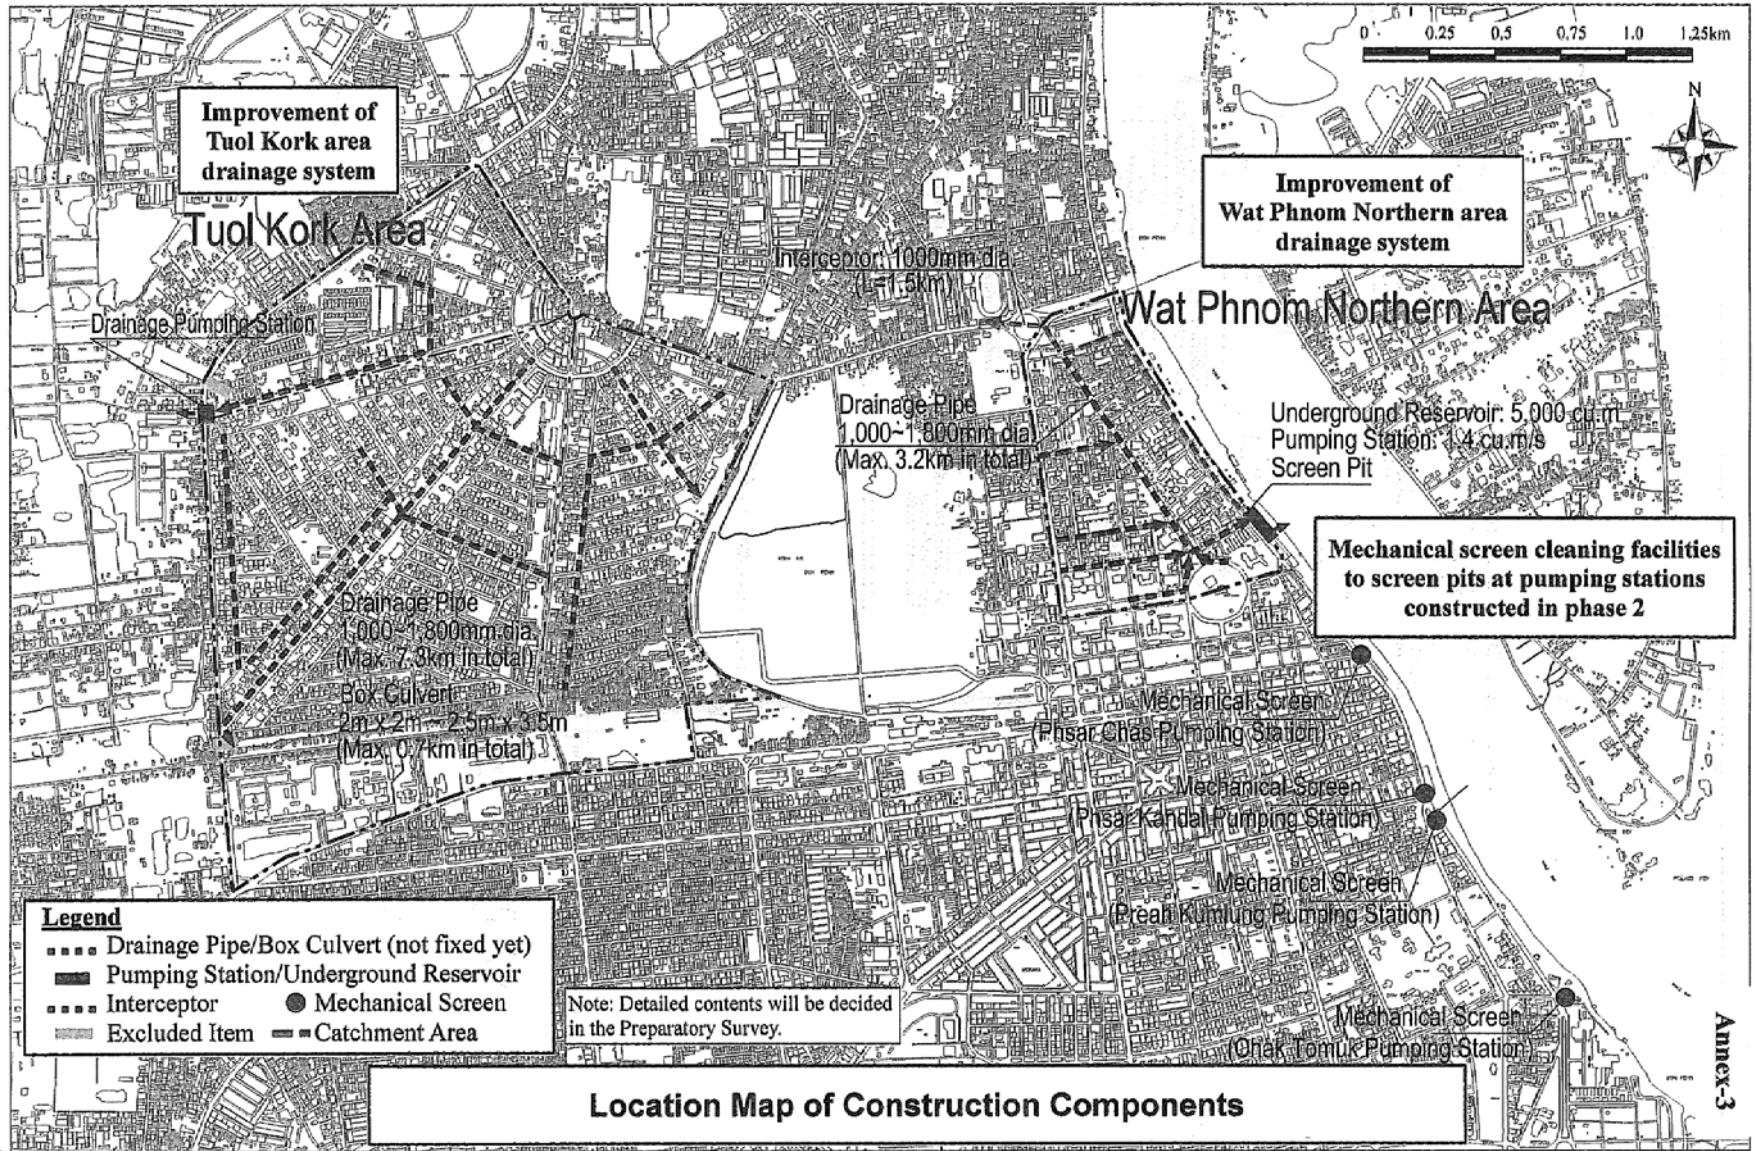 0 0.25 0.5 0.75 1.0 1.25km
N
Improvement of
Tuol Kork area
drainage system
Tuol Kork Area
Improvement of
Wat Phnom Northern area
drainage system
Interceptor: 1000mm dia
(L=1.5km)
Wat Phnom Northern Area
Drainage Pumping Station
Drainage Pipe
1,000~1,800mm dia
(Max. 3.2km in total)
Underground Reservoir: 5,000 cu.m
Pumping Station: 1.4 cu.m/s
Screen Pit
Mechanical screen cleaning facilities
to screen pits at pumping stations
constructed in phase 2
Drainage Pipe
1,000~1,800mm dia.
(Max. 7.3km in total)
Box Culvert
2m x 2m ~ 2.5m x 3.5m
(Max. 0.7km in total)
Mechanical Screen
(Phsar Chas Pumping Station)
Mechanical Screen
(Phsar Kandal Pumping Station)
Mechanical Screen
(Preah Kumlung Pumping Station)
Mechanical Screen
(Chak Tomuk Pumping Station)
Legend
Drainage Pipe/Box Culvert (not fixed yet)
Pumping Station/Underground Reservoir
Interceptor Mechanical Screen
Excluded Item Catchment Area
Note: Detailed contents will be decided
in the Preparatory Survey.
Location Map of Construction Components
Annex-3